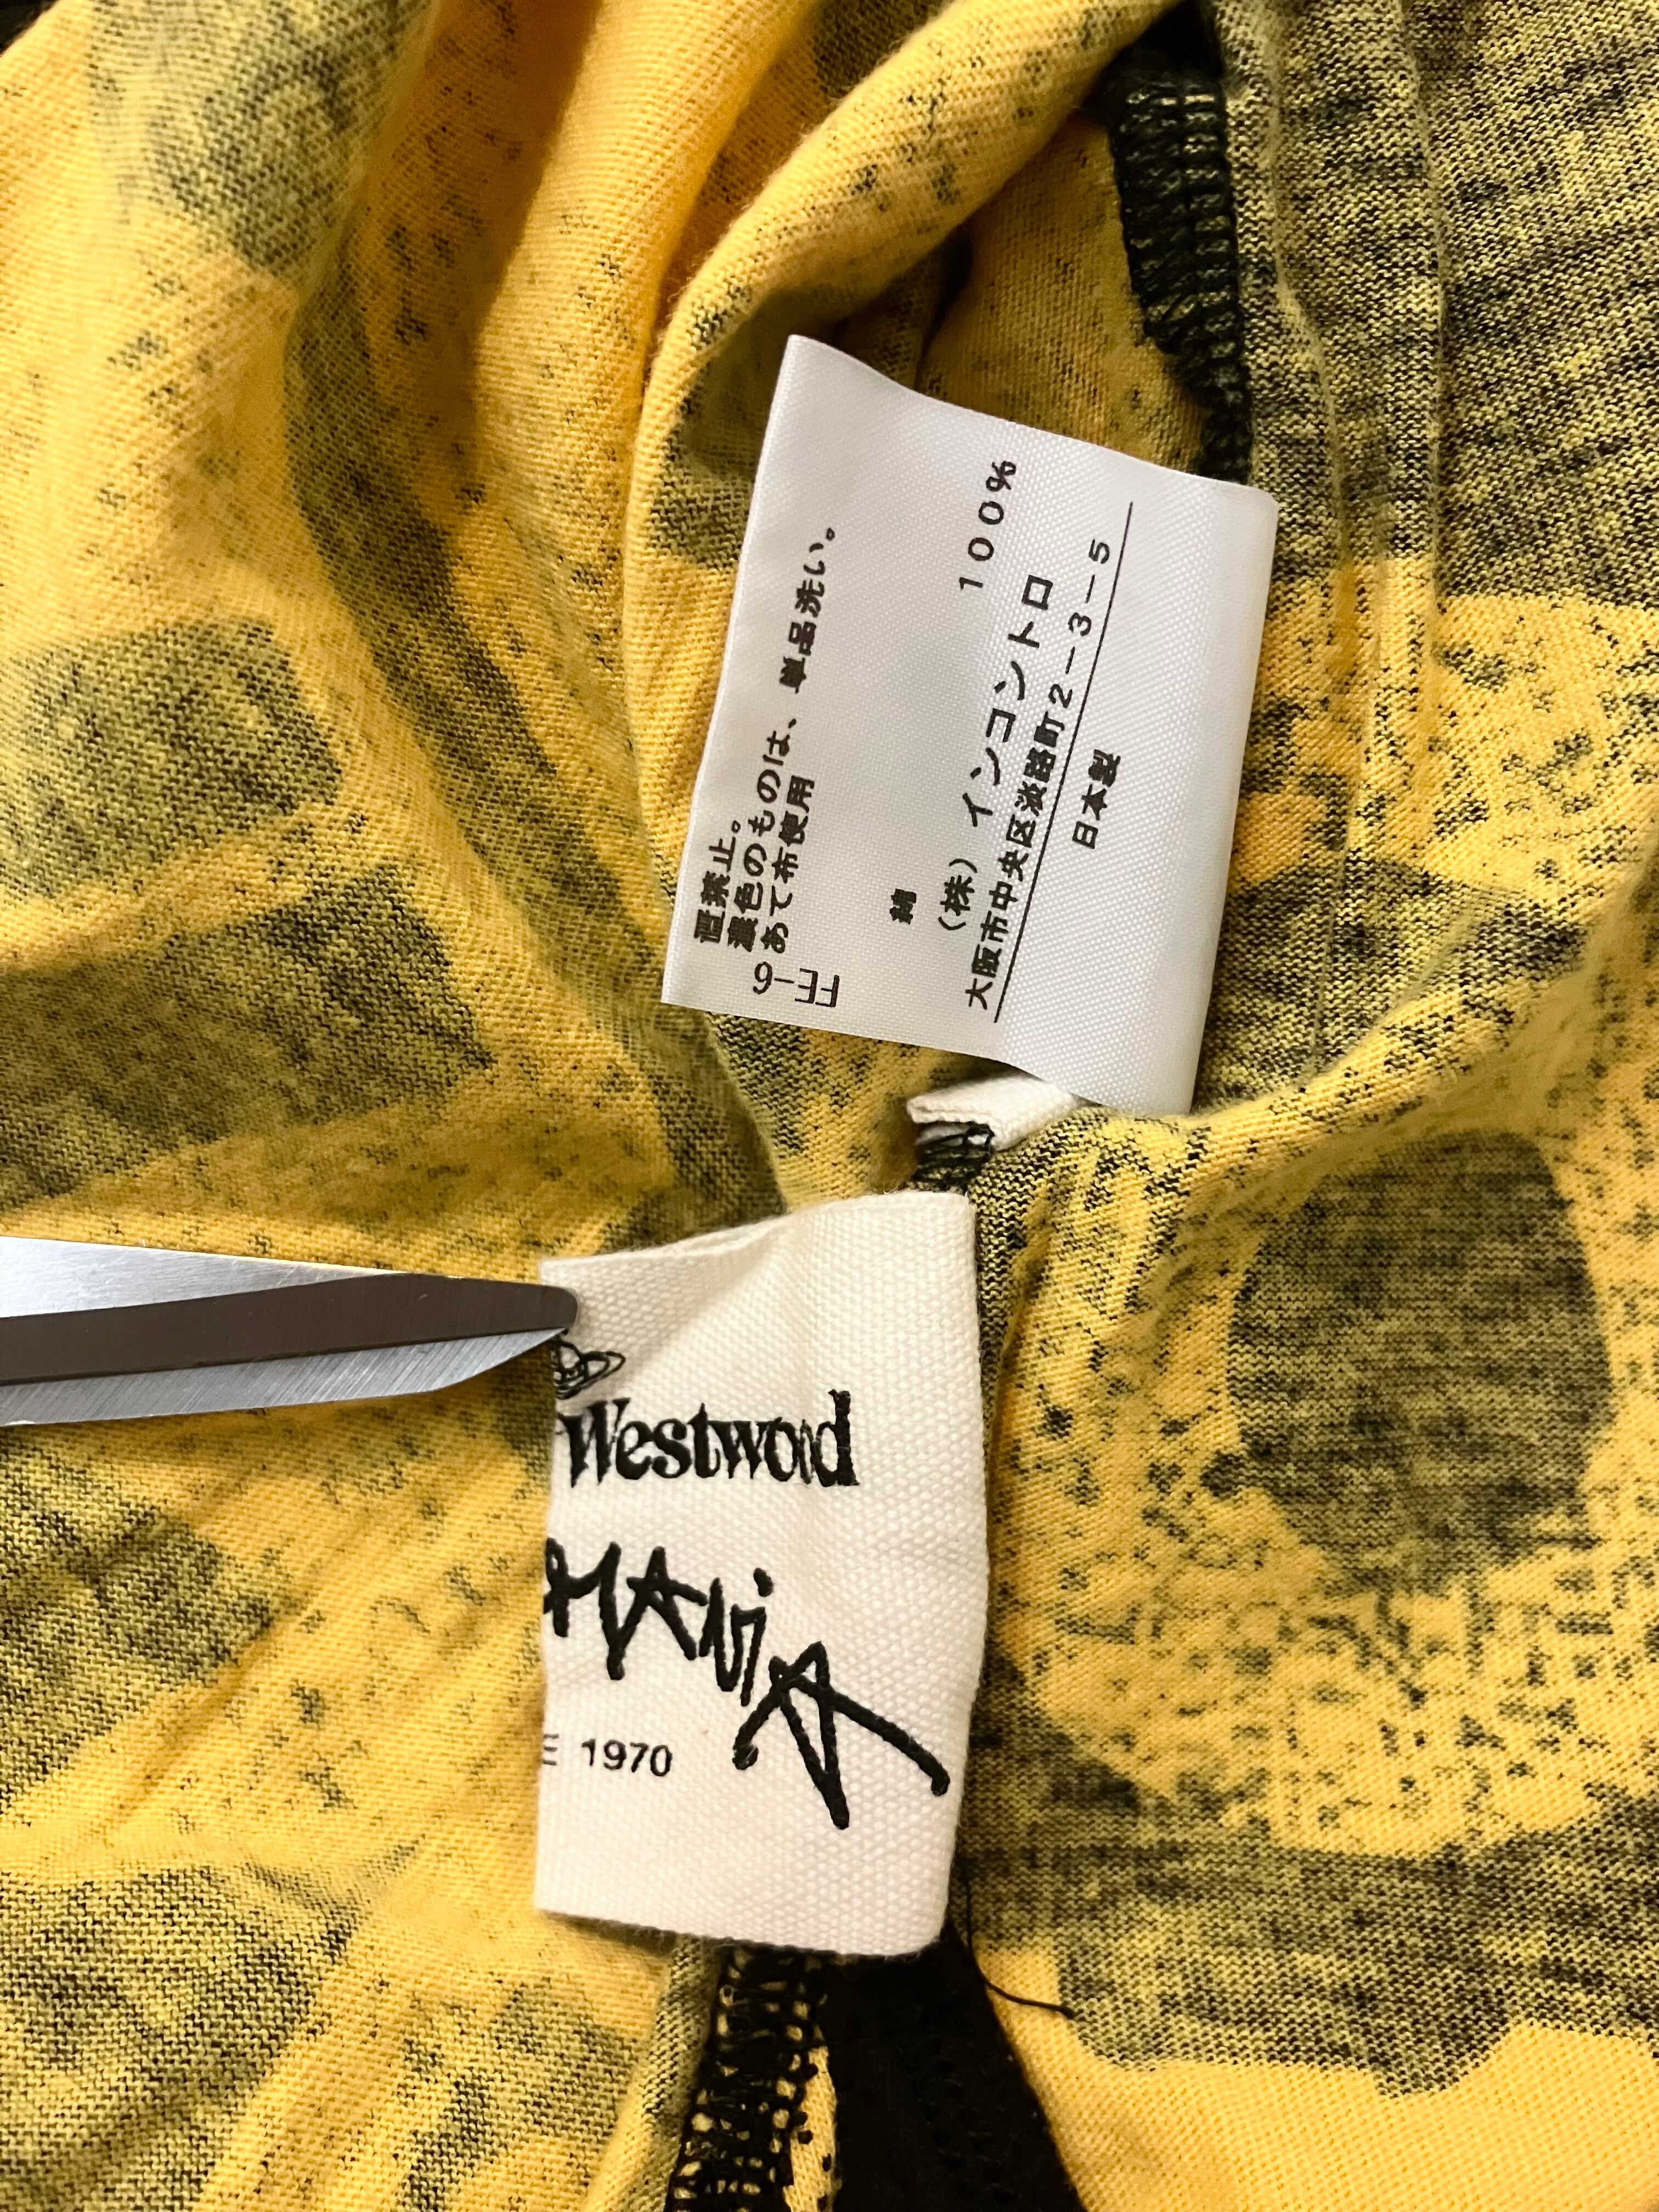 直禁止。
濃色のものは、単品洗い。
あて布使用
FE-6
綿 100%
(株)インコントロ
大阪市中央区淡路町2-3-5
日本製
Westwood
E 1970